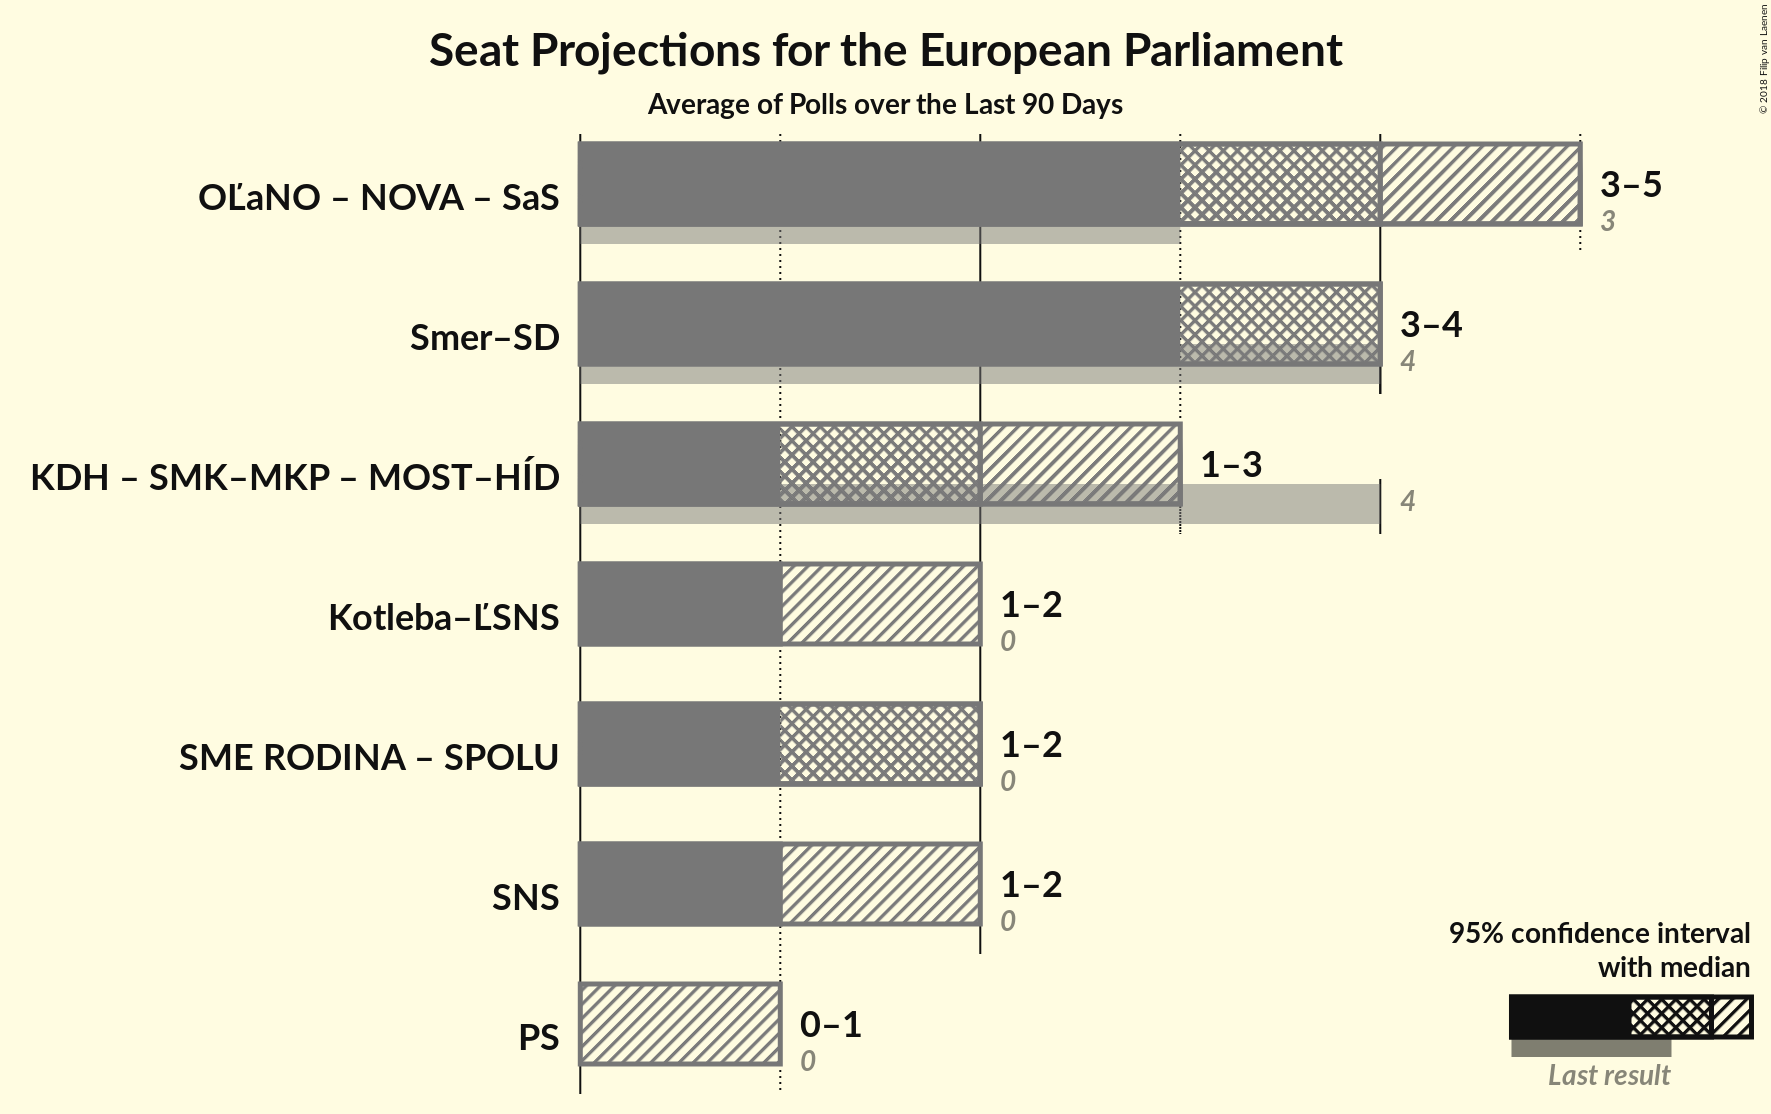 Seat Projections for the European Parliament
Average of Polls over the Last 90 Days
© 2018 Filip van Laenen
OĽaNO – NOVA – SaS
3–5
3
Smer–SD
3–4
4
KDH – SMK–MKP – MOST–HÍD
1–3
4
Kotleba–ĽSNS
1–2
0
SME RODINA – SPOLU
1–2
0
SNS
1–2
0
PS
0–1
0
95% confidence interval
with median
Last result